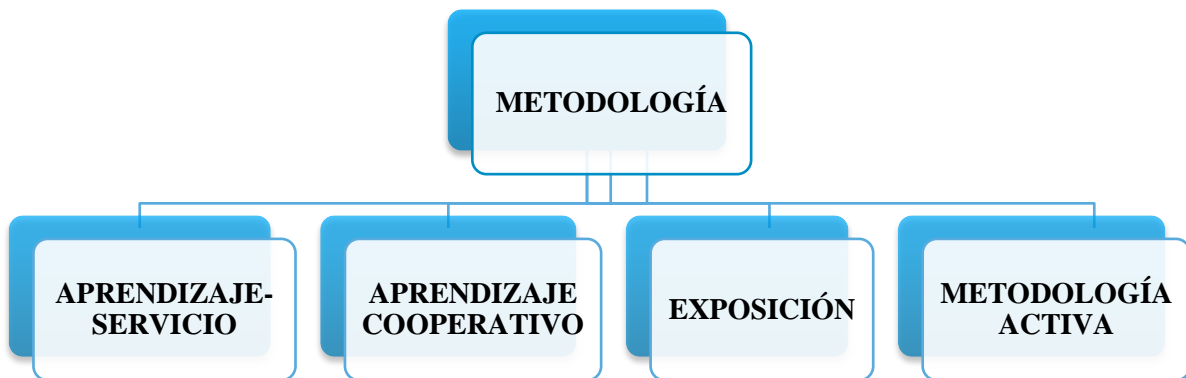 METODOLOGÍA
APRENDIZAJE-
SERVICIO
APRENDIZAJE
COOPERATIVO
EXPOSICIÓN
METODOLOGÍA
ACTIVA